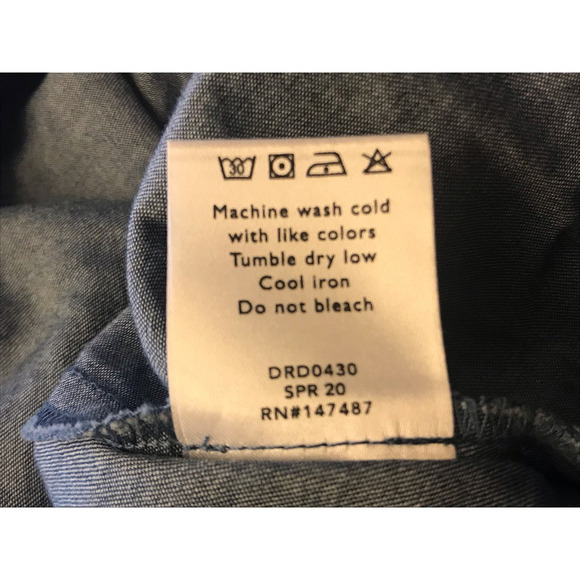 30
Machine wash cold
with like colors
Tumble dry low
Cool iron
Do not bleach
DRD0430
SPR 20
RN#147487